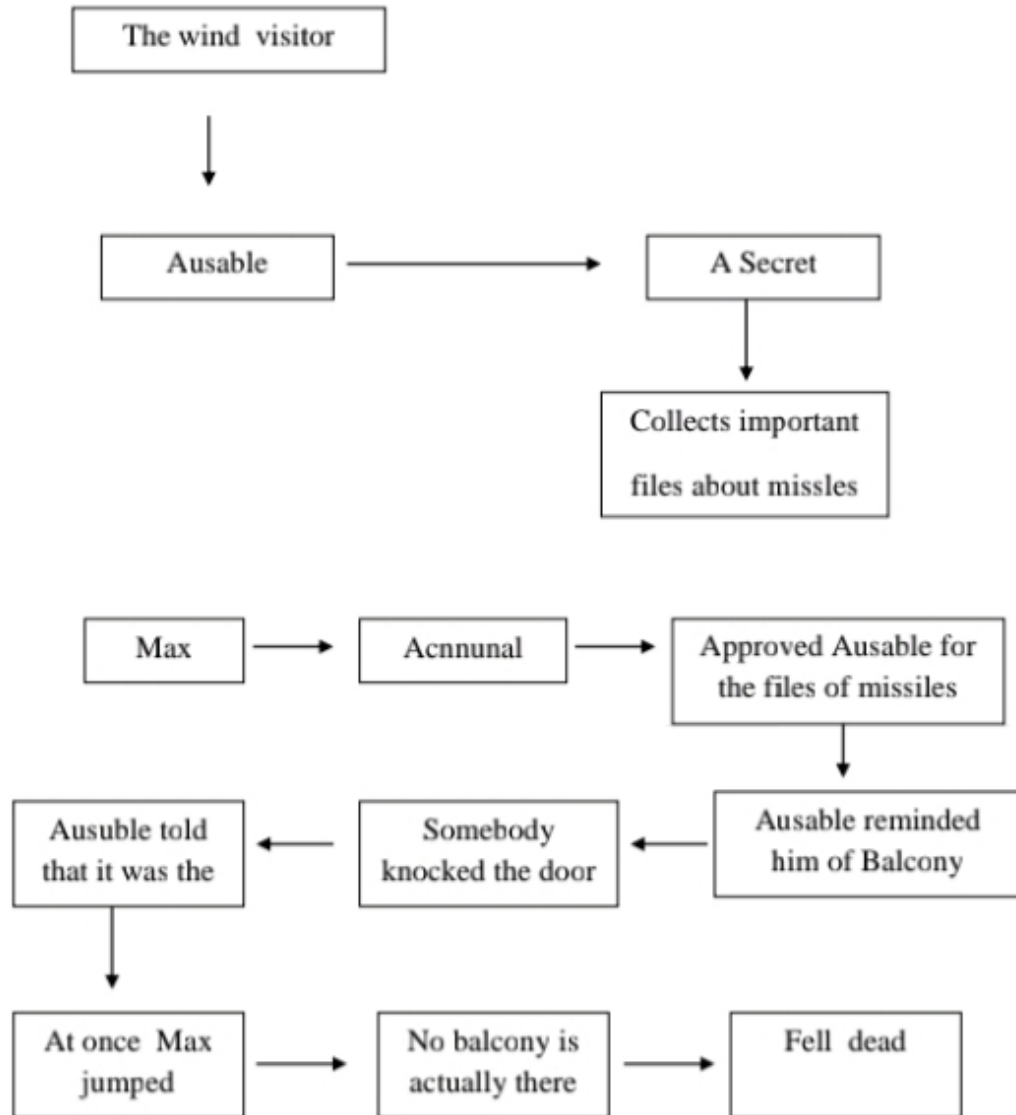 The wind visitor
Ausable
A Secret
Collects important
files about missles
Max
Acnnunal
Approved Ausable for
the files of missiles
Ausable reminded
him of Balcony
Somebody
knocked the door
Ausuble told
that it was the
At once Max
jumped
No balcony is
actually there
Fell dead